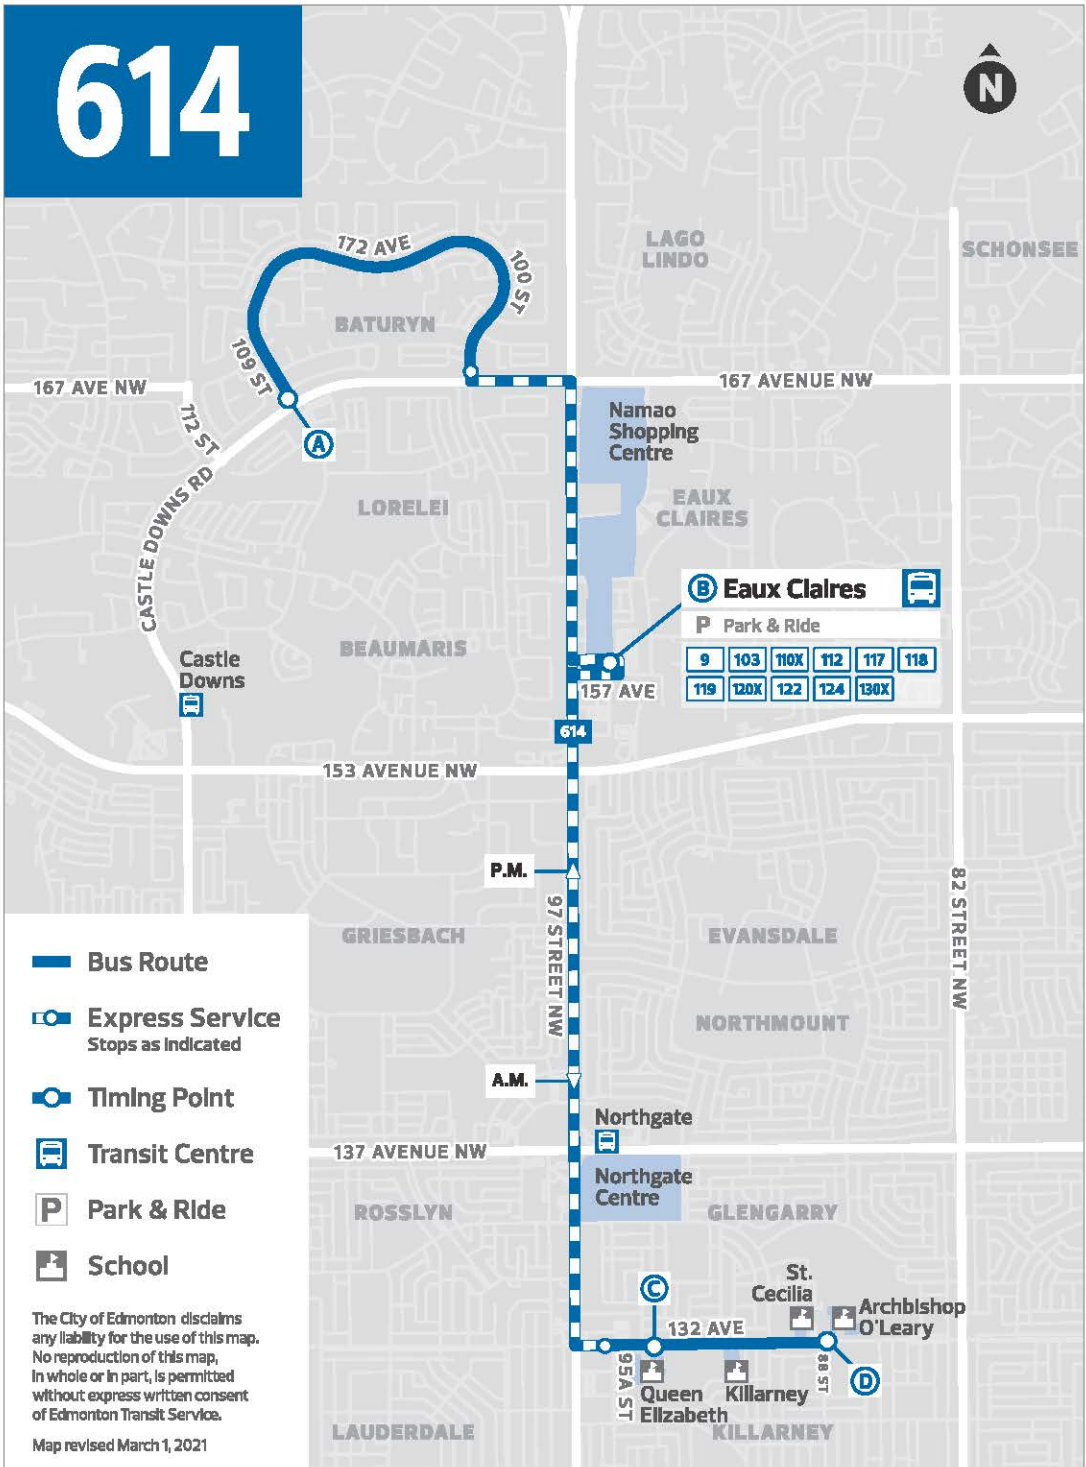 614
N
172 AVE
100 ST
LAGO
LINDO
SCHONSEE
BATURYN
109 ST
167 AVE NW
167 AVENUE NW
112 ST
A
Namao
Shopping
Centre
CASTLE DOWNS RD
LORELEI
EAUX
CLAIRES
B Eaux Claires
P Park & Ride
9 103 110X 112 117 118
119 120X 122 124 130X
BEAUMARIS
Castle
Downs
157 AVE
614
153 AVENUE NW
P.M.
97 STREET NW
82 STREET NW
GRIESBACH
EVANSDALE
NORTHMOUNT
A.M.
Northgate
137 AVENUE NW
Northgate
Centre
ROSSLYN
GLENGARRY
C
St.
Cecilia
Archbishop
O'Leary
132 AVE
95A ST
88 ST
D
Queen
Elizabeth
Killarney
LAUDERDALE
KILLARNEY
Bus Route
Express Service
Stops as Indicated
Timing Point
Transit Centre
P Park & Ride
School
The City of Edmonton disclaims
any liability for the use of this map.
No reproduction of this map,
in whole or in part, is permitted
without express written consent
of Edmonton Transit Service.
Map revised March 1, 2021